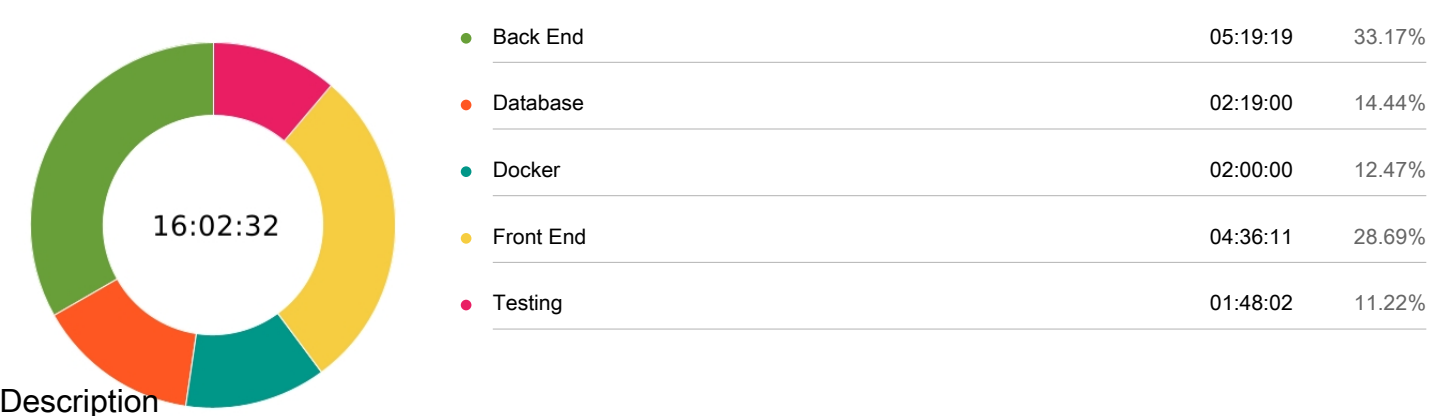 Back End 05:19:19 33.17%
Database 02:19:00 14.44%
Docker 02:00:00 12.47%
16:02:32
Front End 04:36:11 28.69%
Testing 01:48:02 11.22%
Description